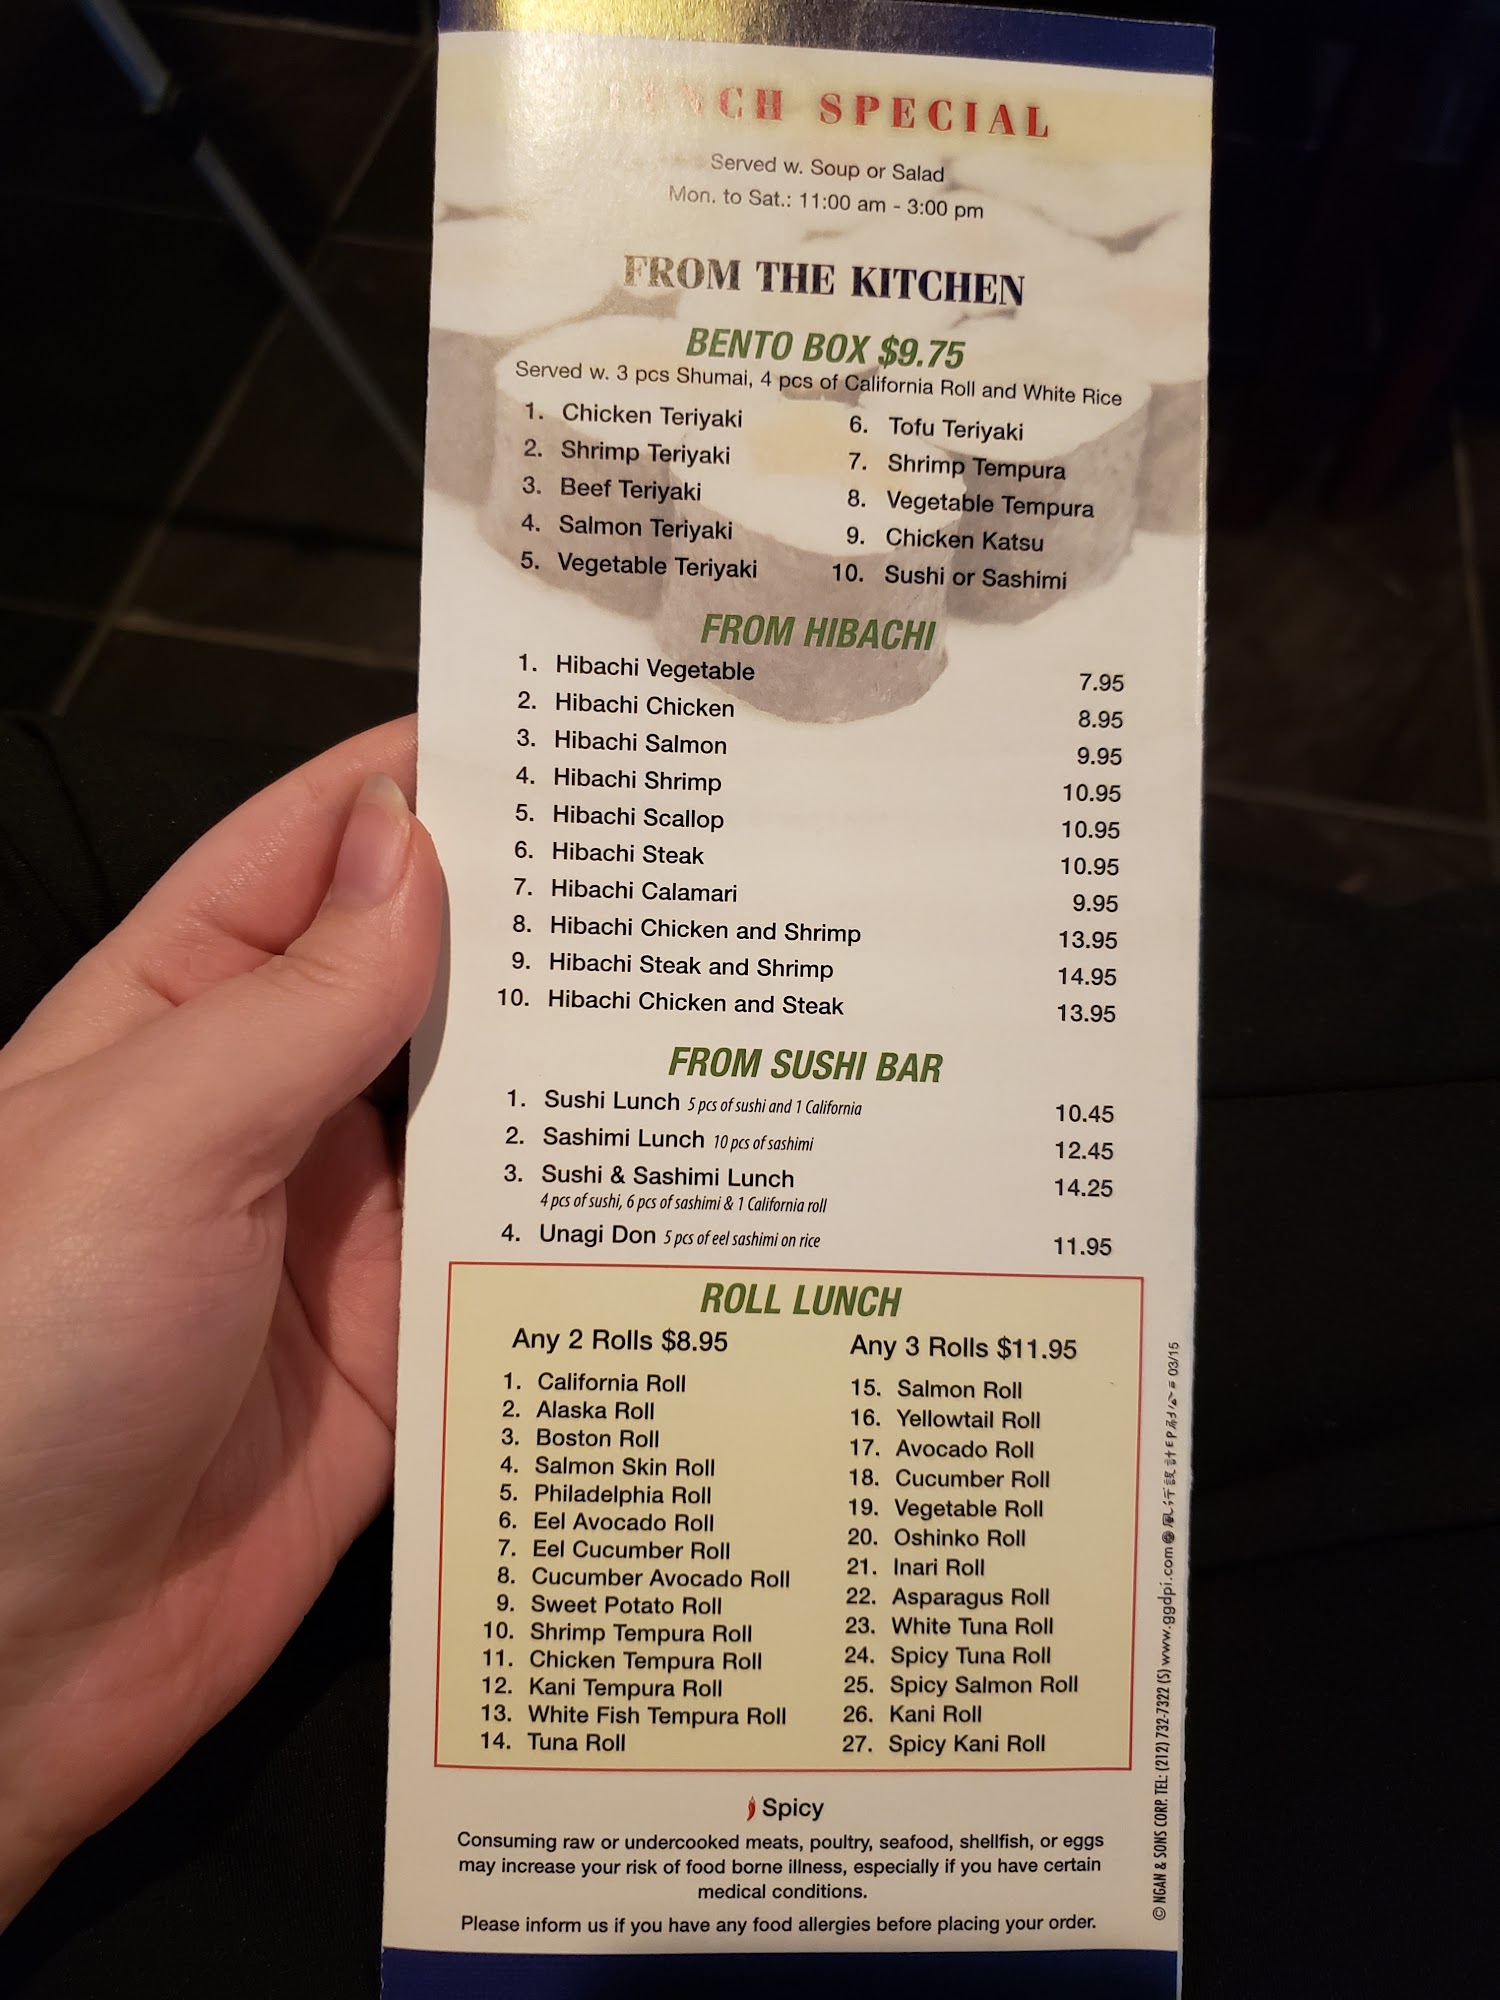 LUNCH SPECIAL
Served w. Soup or Salad
Mon. to Sat.: 11:00 am - 3:00 pm
FROM THE KITCHEN
BENTO BOX $9.75
Served w. 3 pcs Shumai, 4 pcs of California Roll and White Rice
1. Chicken Teriyaki
2. Shrimp Teriyaki
3. Beef Teriyaki
4. Salmon Teriyaki
5. Vegetable Teriyaki
6. Tofu Teriyaki
7. Shrimp Tempura
8. Vegetable Tempura
9. Chicken Katsu
10. Sushi or Sashimi
FROM HIBACHI
1. Hibachi Vegetable 7.95
2. Hibachi Chicken 8.95
3. Hibachi Salmon 9.95
4. Hibachi Shrimp 10.95
5. Hibachi Scallop 10.95
6. Hibachi Steak 10.95
7. Hibachi Calamari 9.95
8. Hibachi Chicken and Shrimp 13.95
9. Hibachi Steak and Shrimp 14.95
10. Hibachi Chicken and Steak 13.95
FROM SUSHI BAR
1. Sushi Lunch 5 pcs of sushi and 1 California 10.45
2. Sashimi Lunch 10 pcs of sashimi 12.45
3. Sushi & Sashimi Lunch 14.25
4 pcs of sushi, 6 pcs of sashimi & 1 California roll
4. Unagi Don 5 pcs of eel sashimi on rice 11.95
ROLL LUNCH
Any 2 Rolls $8.95
Any 3 Rolls $11.95
1. California Roll
2. Alaska Roll
3. Boston Roll
4. Salmon Skin Roll
5. Philadelphia Roll
6. Eel Avocado Roll
7. Eel Cucumber Roll
8. Cucumber Avocado Roll
9. Sweet Potato Roll
10. Shrimp Tempura Roll
11. Chicken Tempura Roll
12. Kani Tempura Roll
13. White Fish Tempura Roll
14. Tuna Roll
15. Salmon Roll
16. Yellowtail Roll
17. Avocado Roll
18. Cucumber Roll
19. Vegetable Roll
20. Oshinko Roll
21. Inari Roll
22. Asparagus Roll
23. White Tuna Roll
24. Spicy Tuna Roll
25. Spicy Salmon Roll
26. Kani Roll
27. Spicy Kani Roll
Spicy
Consuming raw or undercooked meats, poultry, seafood, shellfish, or eggs
may increase your risk of food borne illness, especially if you have certain
medical conditions.
Please inform us if you have any food allergies before placing your order.
© NGAN & SONS CORP. TEL: (212) 732-7322 (S) www.ggdpi.com 設計印刷 03/15